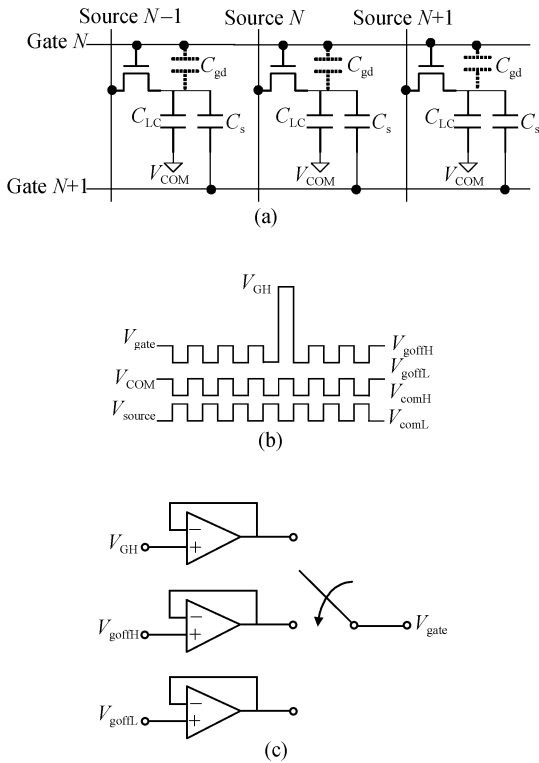 Source N−1 Source N Source N+1
Gate N
Cgd Cgd Cgd
CLC Cs CLC Cs CLC Cs
VCOM VCOM VCOM
Gate N+1
(a)
VGH
Vgate VgoffH
VgoffL
VCOM VcomH
Vsource VcomL
(b)
− +
VGH
− +
VgoffH Vgate
− +
VgoffL
(c)